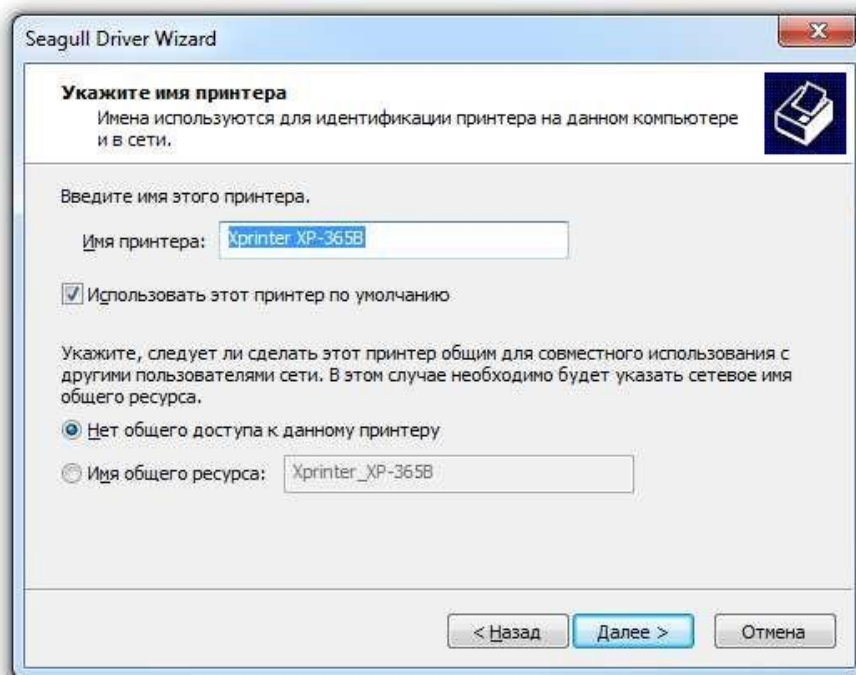 Seagull Driver Wizard
Укажите имя принтера
Имена используются для идентификации принтера на данном компьютере
и в сети.
Введите имя этого принтера.
Имя принтера: Xprinter XP-365B
Использовать этот принтер по умолчанию
Укажите, следует ли сделать этот принтер общим для совместного использования с
другими пользователями сети. В этом случае необходимо будет указать сетевое имя
общего ресурса.
Нет общего доступа к данному принтеру
Имя общего ресурса: Xprinter_XP-365B
< Назад Далее > Отмена